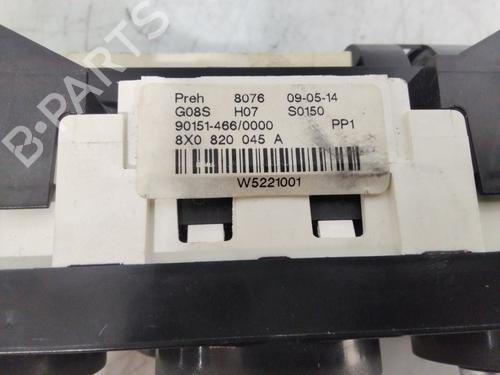 Preh 8076 09-05-14
G08S H07 S0150
90151-466/0000 PP1
8X0 820 045 A
W5221001
B-PARTS